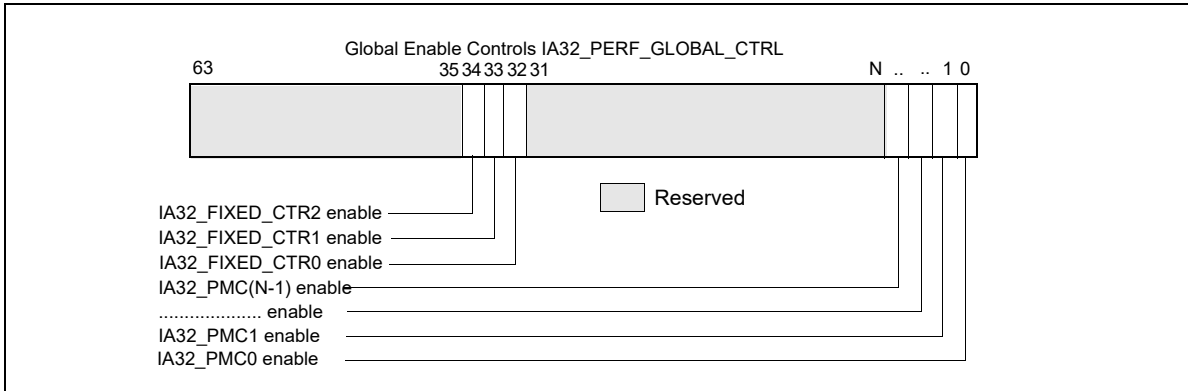 Global Enable Controls IA32_PERF_GLOBAL_CTRL
63 35 34 33 32 31 N .. .. 1 0
Reserved
IA32_FIXED_CTR2 enable
IA32_FIXED_CTR1 enable
IA32_FIXED_CTR0 enable
IA32_PMC(N-1) enable
.................... enable
IA32_PMC1 enable
IA32_PMC0 enable